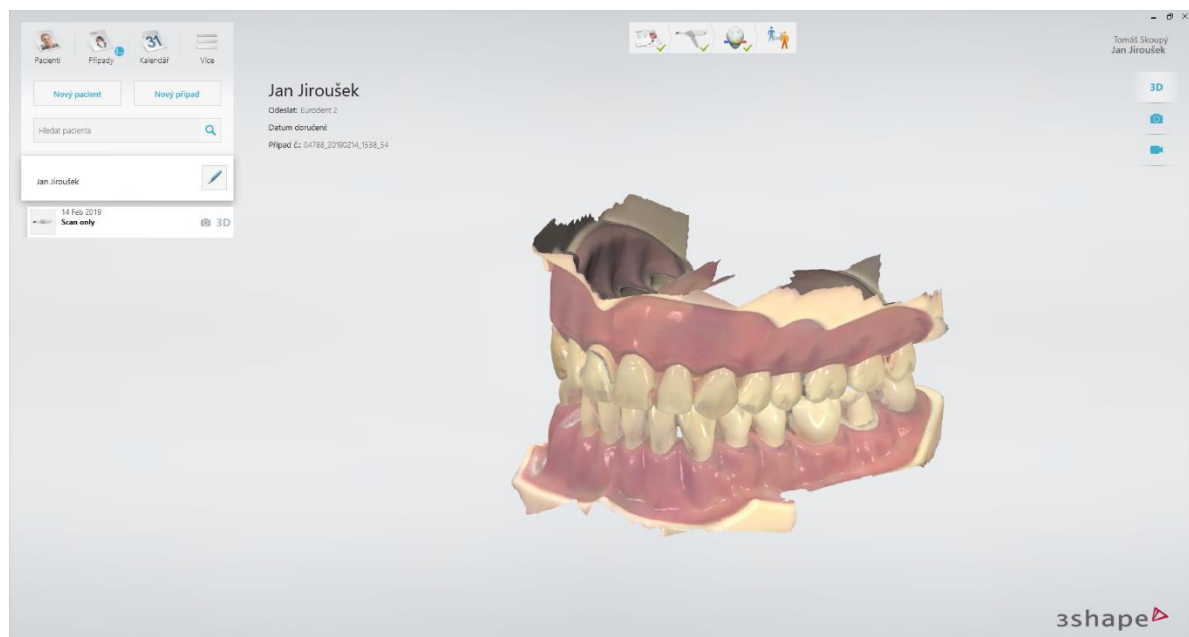 Pacienti
Případy
31
Kalendář
Více
Nový pacient
Nový případ
Hledat pacienta
Jan Jiroušek
14 Feb 2019
Scan only
3D
Jan Jiroušek
Odeslat: Eurodent 2
Datum doručení:
Případ č.: 04788_20190214_1538_54
Tomáš Skoupý
Jan Jiroušek
3D
3shape